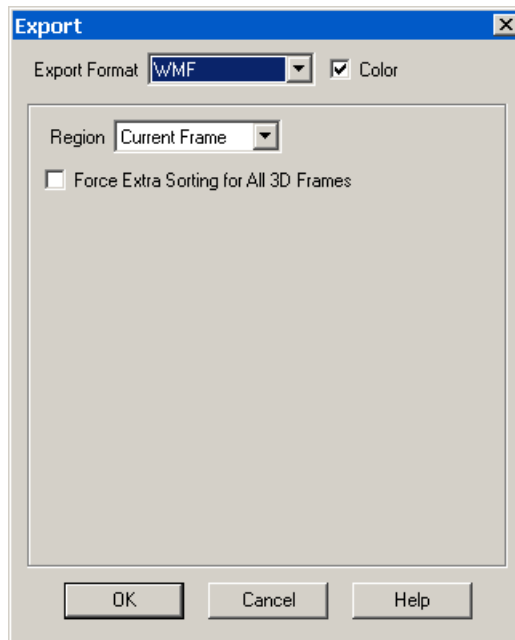 Export
Export Format WMF Color
Region Current Frame
Force Extra Sorting for All 3D Frames
OK Cancel Help